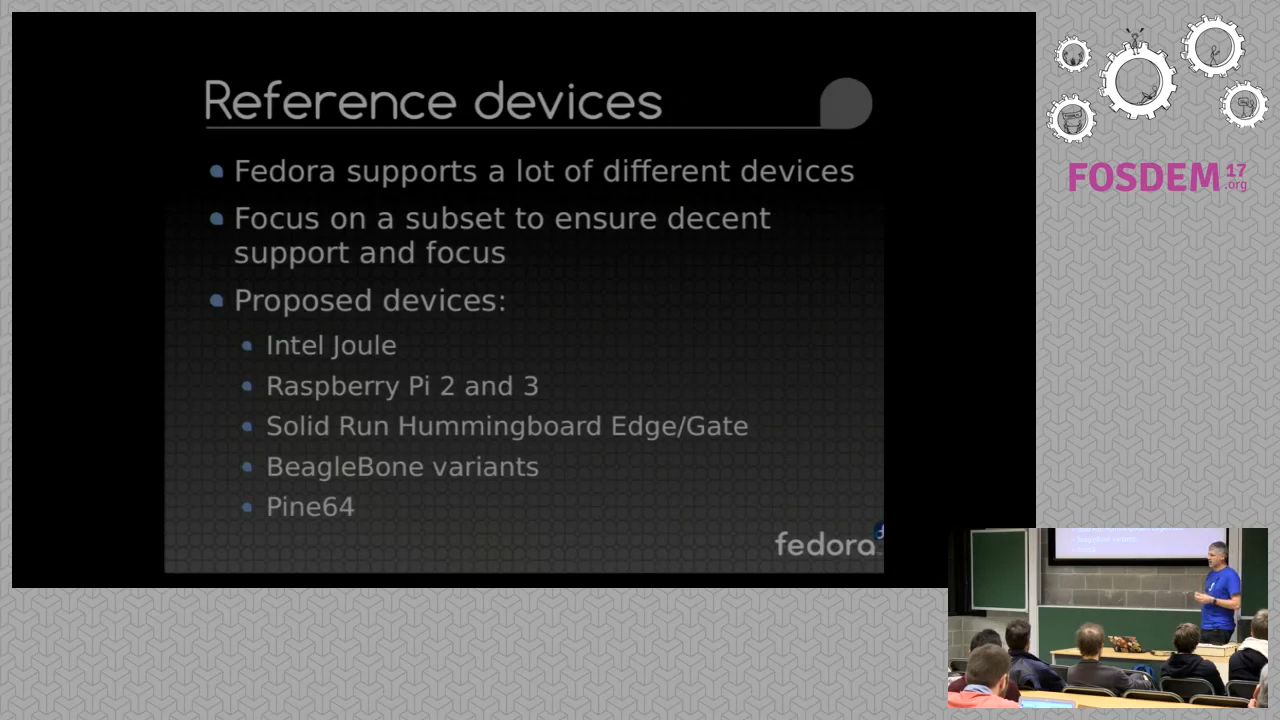 Reference devices
Fedora supports a lot of different devices
Focus on a subset to ensure decent
support and focus
Proposed devices:
Intel Joule
Raspberry Pi 2 and 3
Solid Run Hummingboard Edge/Gate
BeagleBone variants
Pine64
fedora
FOSDEM 17
.org
BeagleBone variants